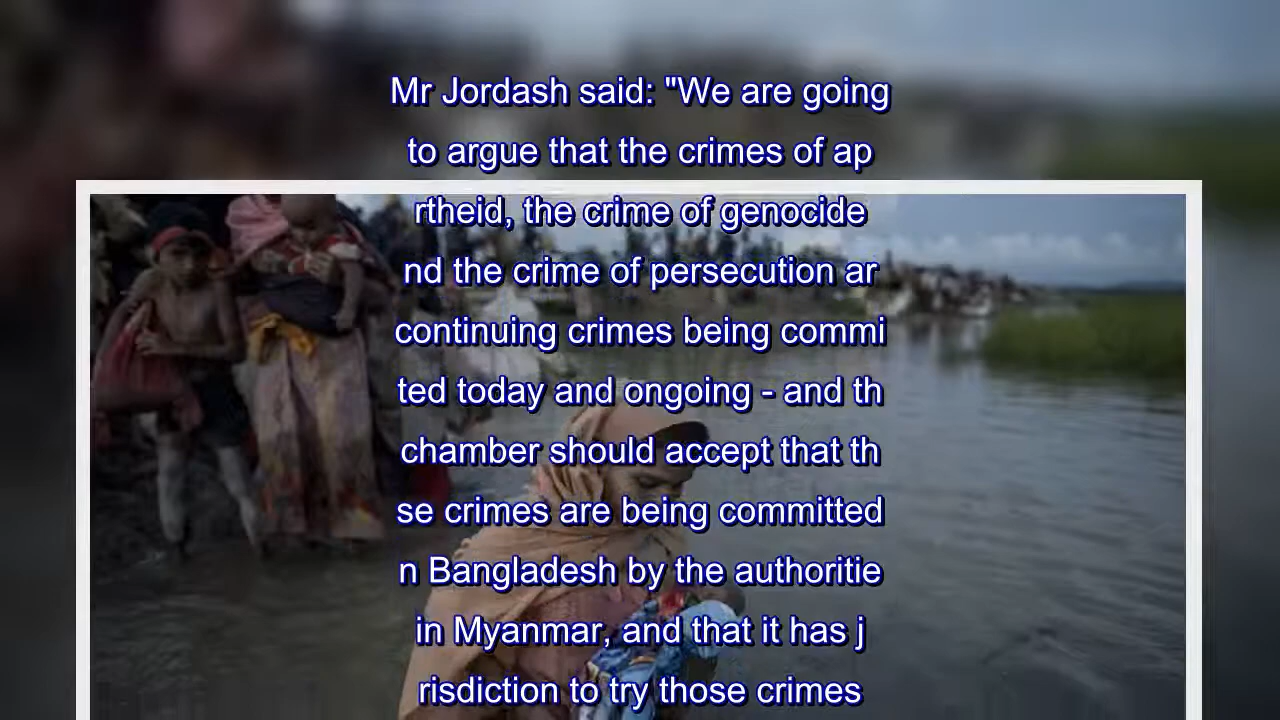 Mr Jordash said: "We are going
to argue that the crimes of ap
rtheid, the crime of genocide
nd the crime of persecution ar
continuing crimes being commi
ted today and ongoing - and th
chamber should accept that th
se crimes are being committed
n Bangladesh by the authoritie
in Myanmar, and that it has j
risdiction to try those crimes